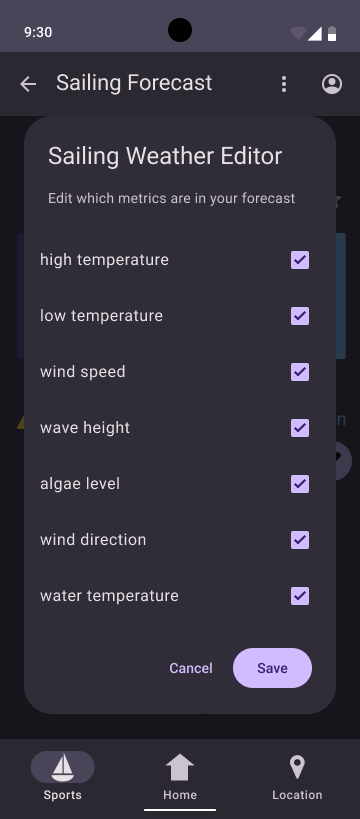 9:30
Sailing Forecast
Sailing Weather Editor
Edit which metrics are in your forecast
high temperature
low temperature
wind speed
wave height
algae level
wind direction
water temperature
Cancel
Save
Sports
Home
Location